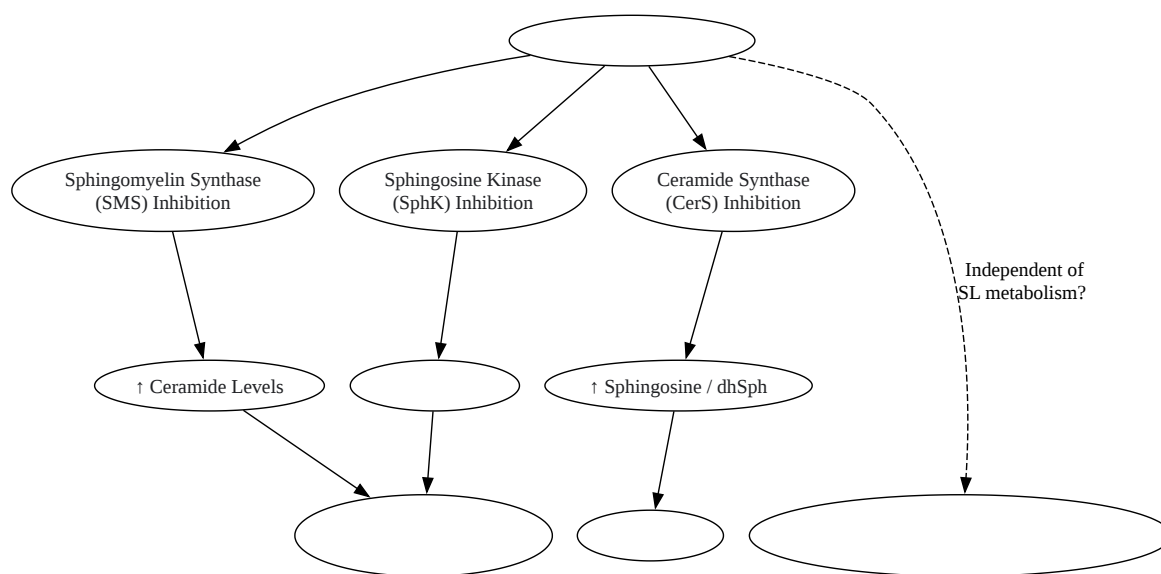 Sphingomyelin Synthase
(SMS) Inhibition
Sphingosine Kinase
(SphK) Inhibition
Ceramide Synthase
(CerS) Inhibition
Independent of
SL metabolism?
↑ Ceramide Levels
↑ Sphingosine / dhSph